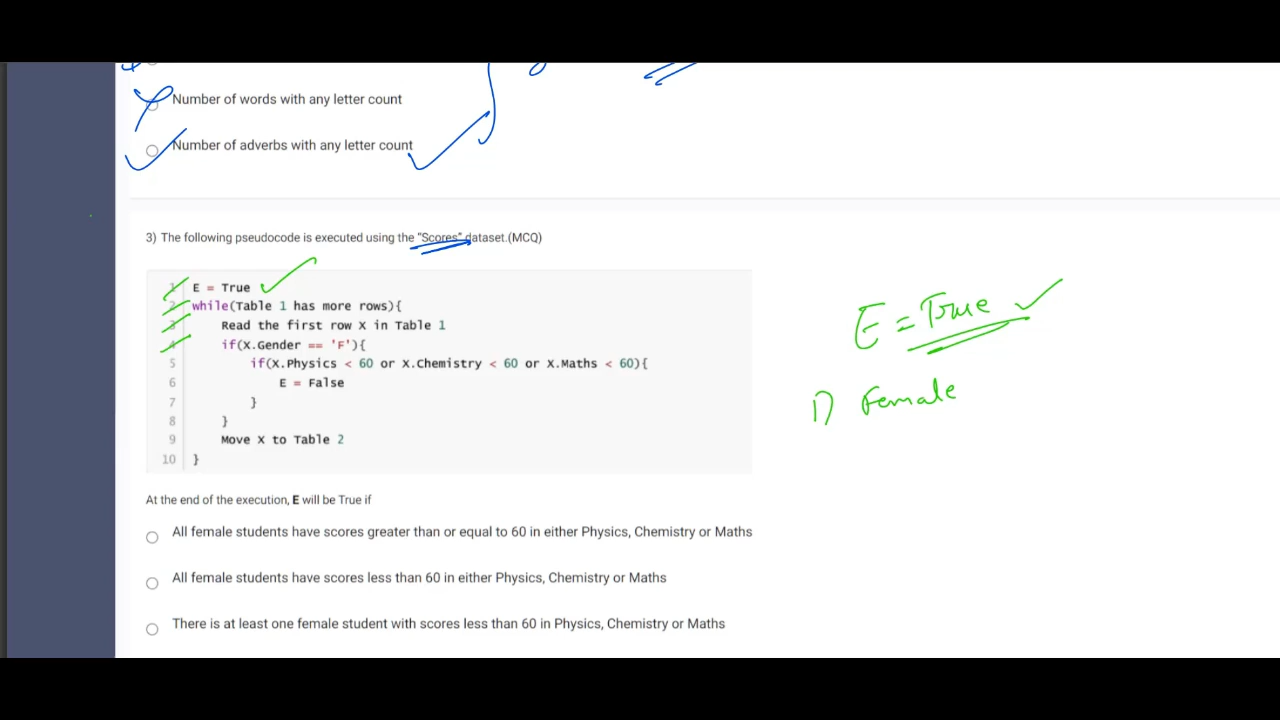 Number of words with any letter count
Number of adverbs with any letter count
3) The following pseudocode is executed using the "Scores" dataset.(MCQ)
1 E = True
2 while(Table 1 has more rows){
3 Read the first row X in Table 1
4 if(X.Gender == 'F'){
5 if(X.Physics < 60 or X.Chemistry < 60 or X.Maths < 60){
6 E = False
7 }
8 }
9 Move X to Table 2
10 }
E = True
1) Female
At the end of the execution, E will be True if
All female students have scores greater than or equal to 60 in either Physics, Chemistry or Maths
All female students have scores less than 60 in either Physics, Chemistry or Maths
There is at least one female student with scores less than 60 in Physics, Chemistry or Maths